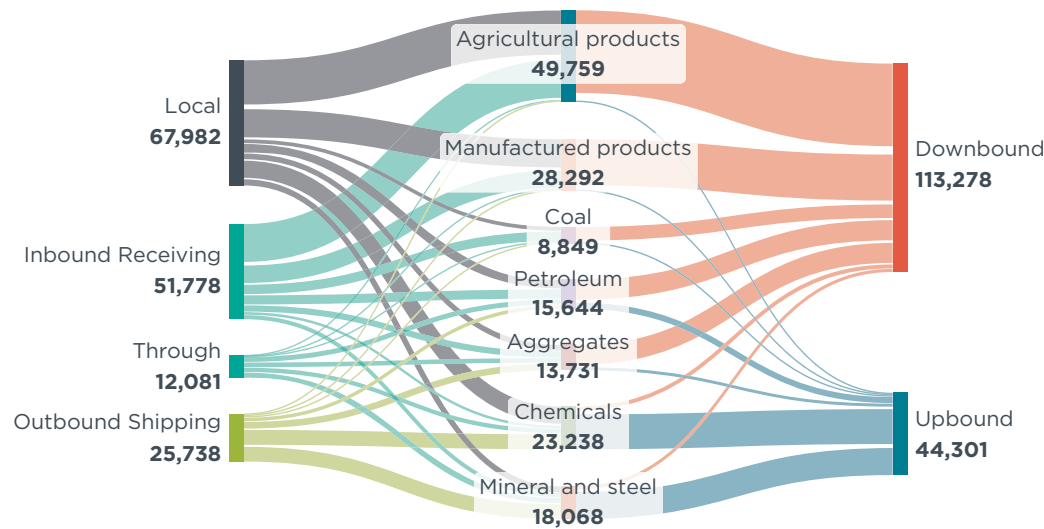 Local
67,982
Inbound Receiving
51,778
Through
12,081
Outbound Shipping
25,738
Agricultural products
49,759
Manufactured products
28,292
Coal
8,849
Petroleum
15,644
Aggregates
13,731
Chemicals
23,238
Mineral and steel
18,068
Downbound
113,278
Upbound
44,301